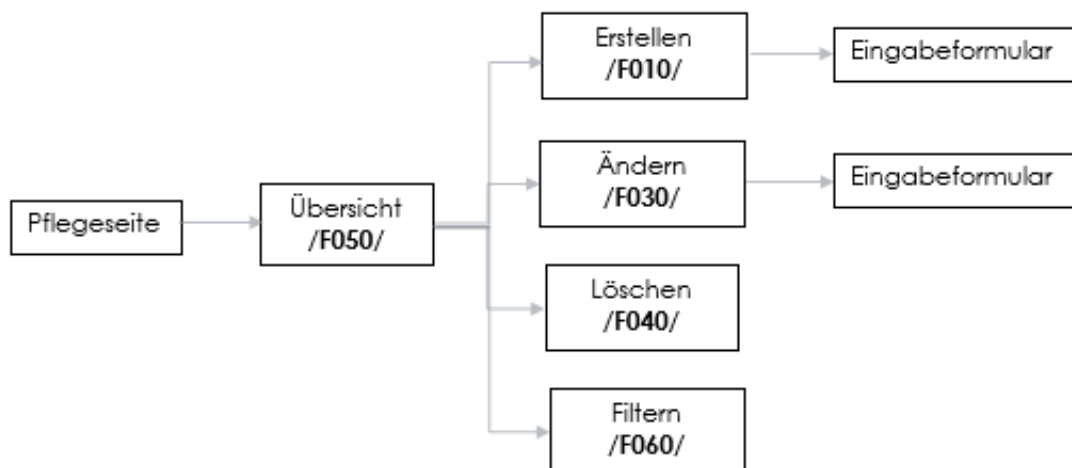 Erstellen
/F010/
Eingabeformular
Ändern
/F030/
Eingabeformular
Pflegeseite
Übersicht
/F050/
Löschen
/F040/
Filtern
/F060/